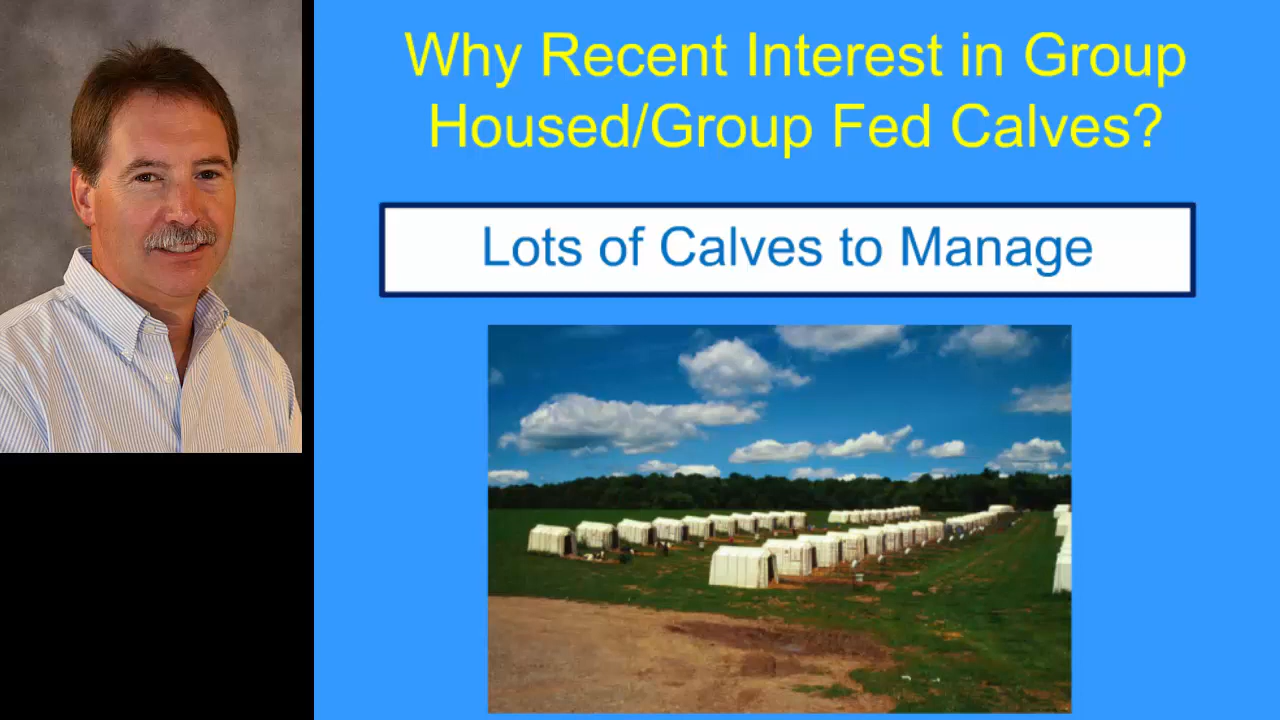 Why Recent Interest in Group
Housed/Group Fed Calves?
Lots of Calves to Manage